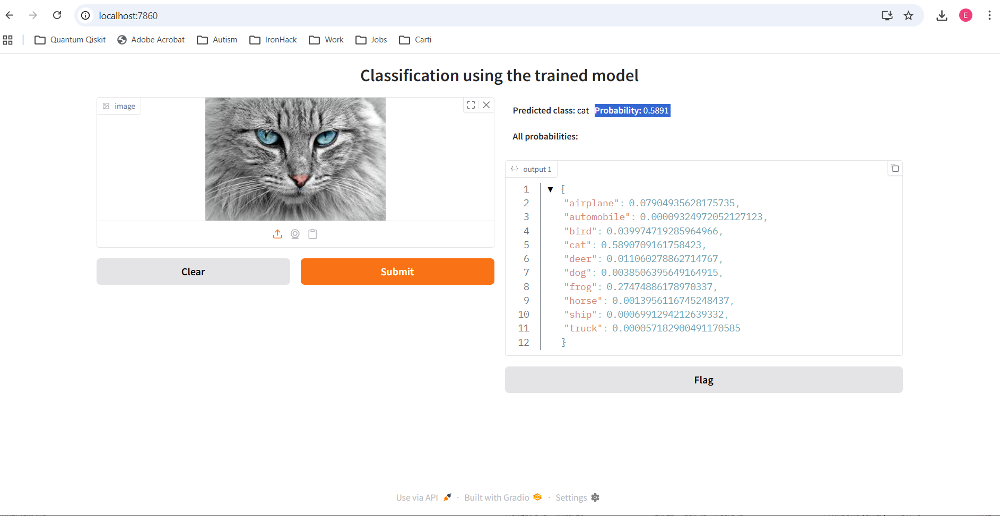 localhost:7860
E
Quantum Qiskit Adobe Acrobat Autism IronHack Work Jobs Carti
Classification using the trained model
image
Predicted class: cat Probability: 0.5891
All probabilities:
{..} output 1
1 ▼ {
2 "airplane": 0.07904935628175735,
3 "automobile": 0.00009324972052127123,
4 "bird": 0.039974719285964966,
5 "cat": 0.5890709161758423,
6 "deer": 0.011060278862714767,
7 "dog": 0.0038506395649164915,
8 "frog": 0.27474886178970337,
9 "horse": 0.0013956116745248437,
10 "ship": 0.0006991294212639332,
11 "truck": 0.000057182900491170585
12 }
Clear
Submit
Flag
Use via API · Built with Gradio · Settings